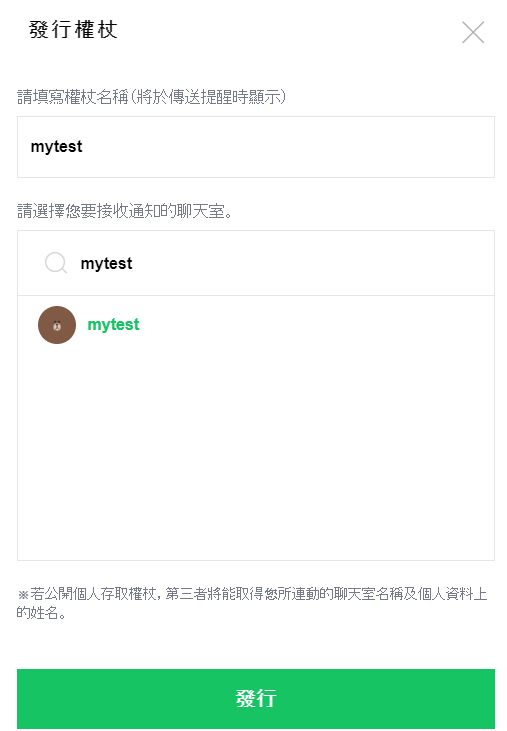 發行權杖
請填寫權杖名稱(將於傳送提醒時顯示)
mytest
請選擇您要接收通知的聊天室。
mytest
mytest
※若公開個人存取權杖, 第三者將能取得您所連動的聊天室名稱及個人資料上
的姓名。
發行